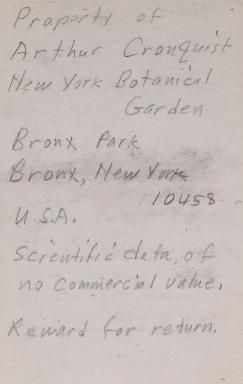 Property of
Arthur Cronquist
New York Botanical
Garden
Bronx Park
Bronx, New York
10458
U.S.A.
Scientific data, of
no commercial value.
Reward for return.